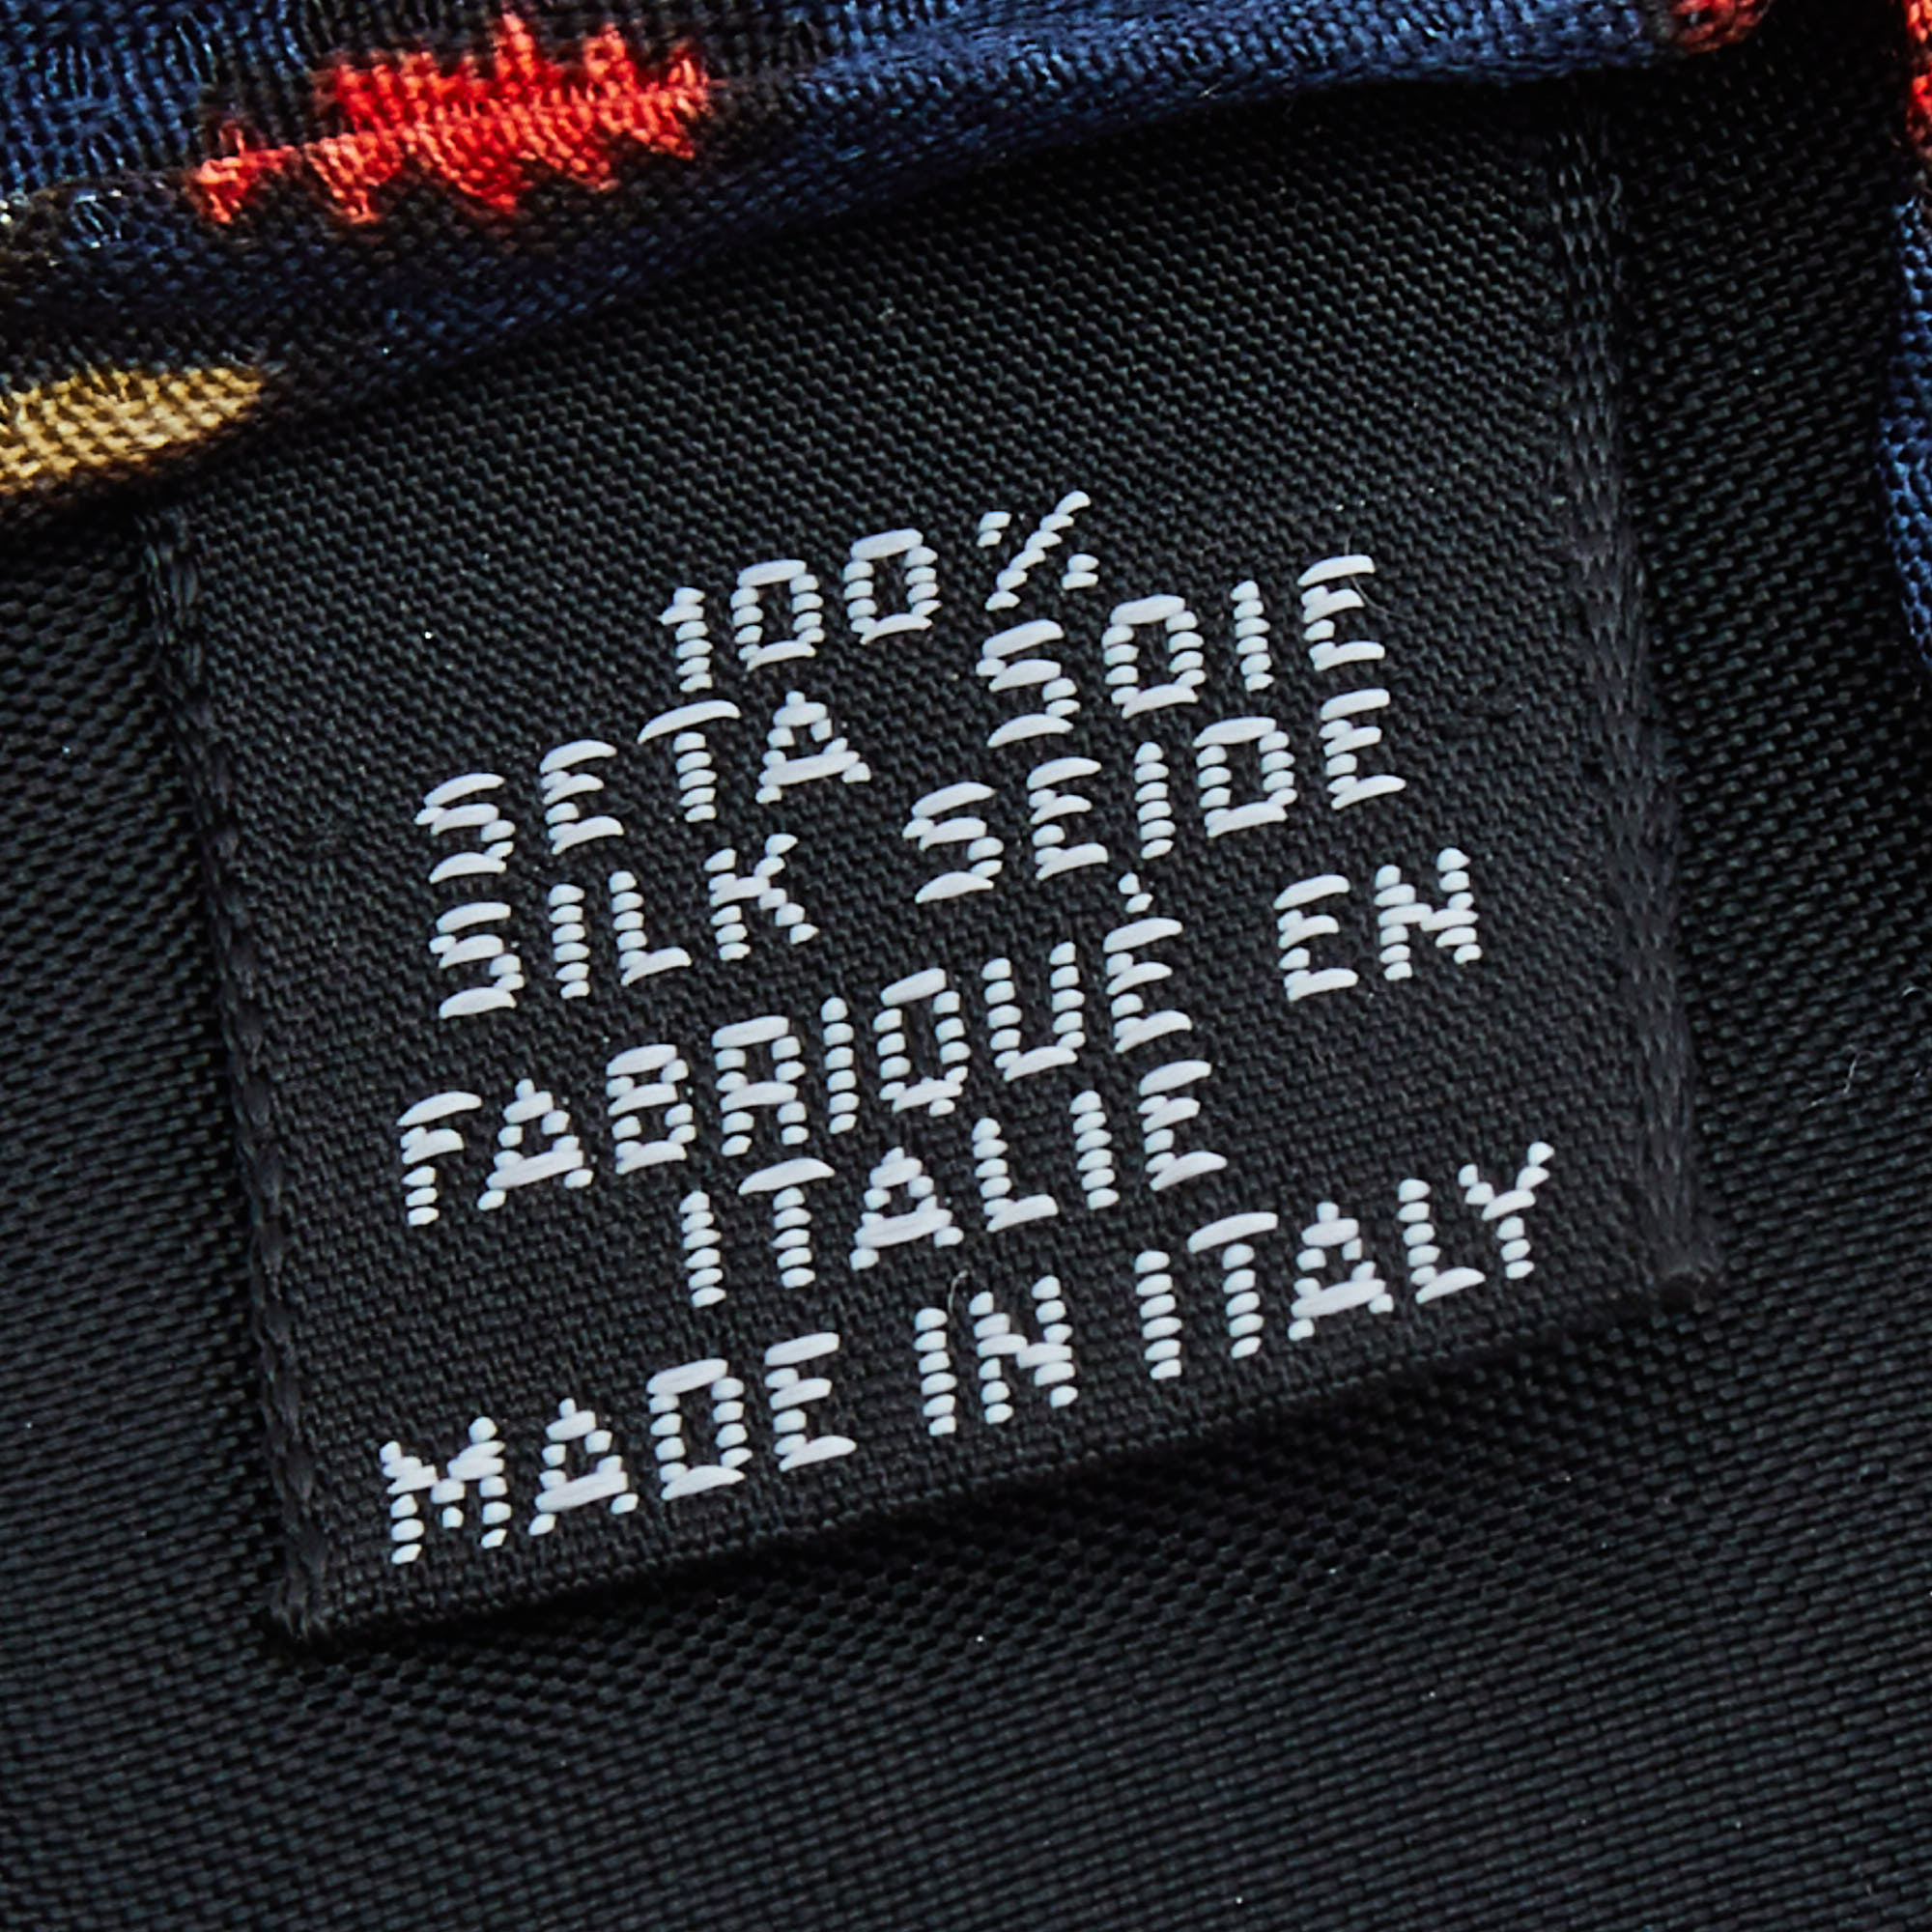 100%
SETA SOIE
SILK SEIDE
FABRIQUÉ EN
ITALIE
MADE IN ITALY